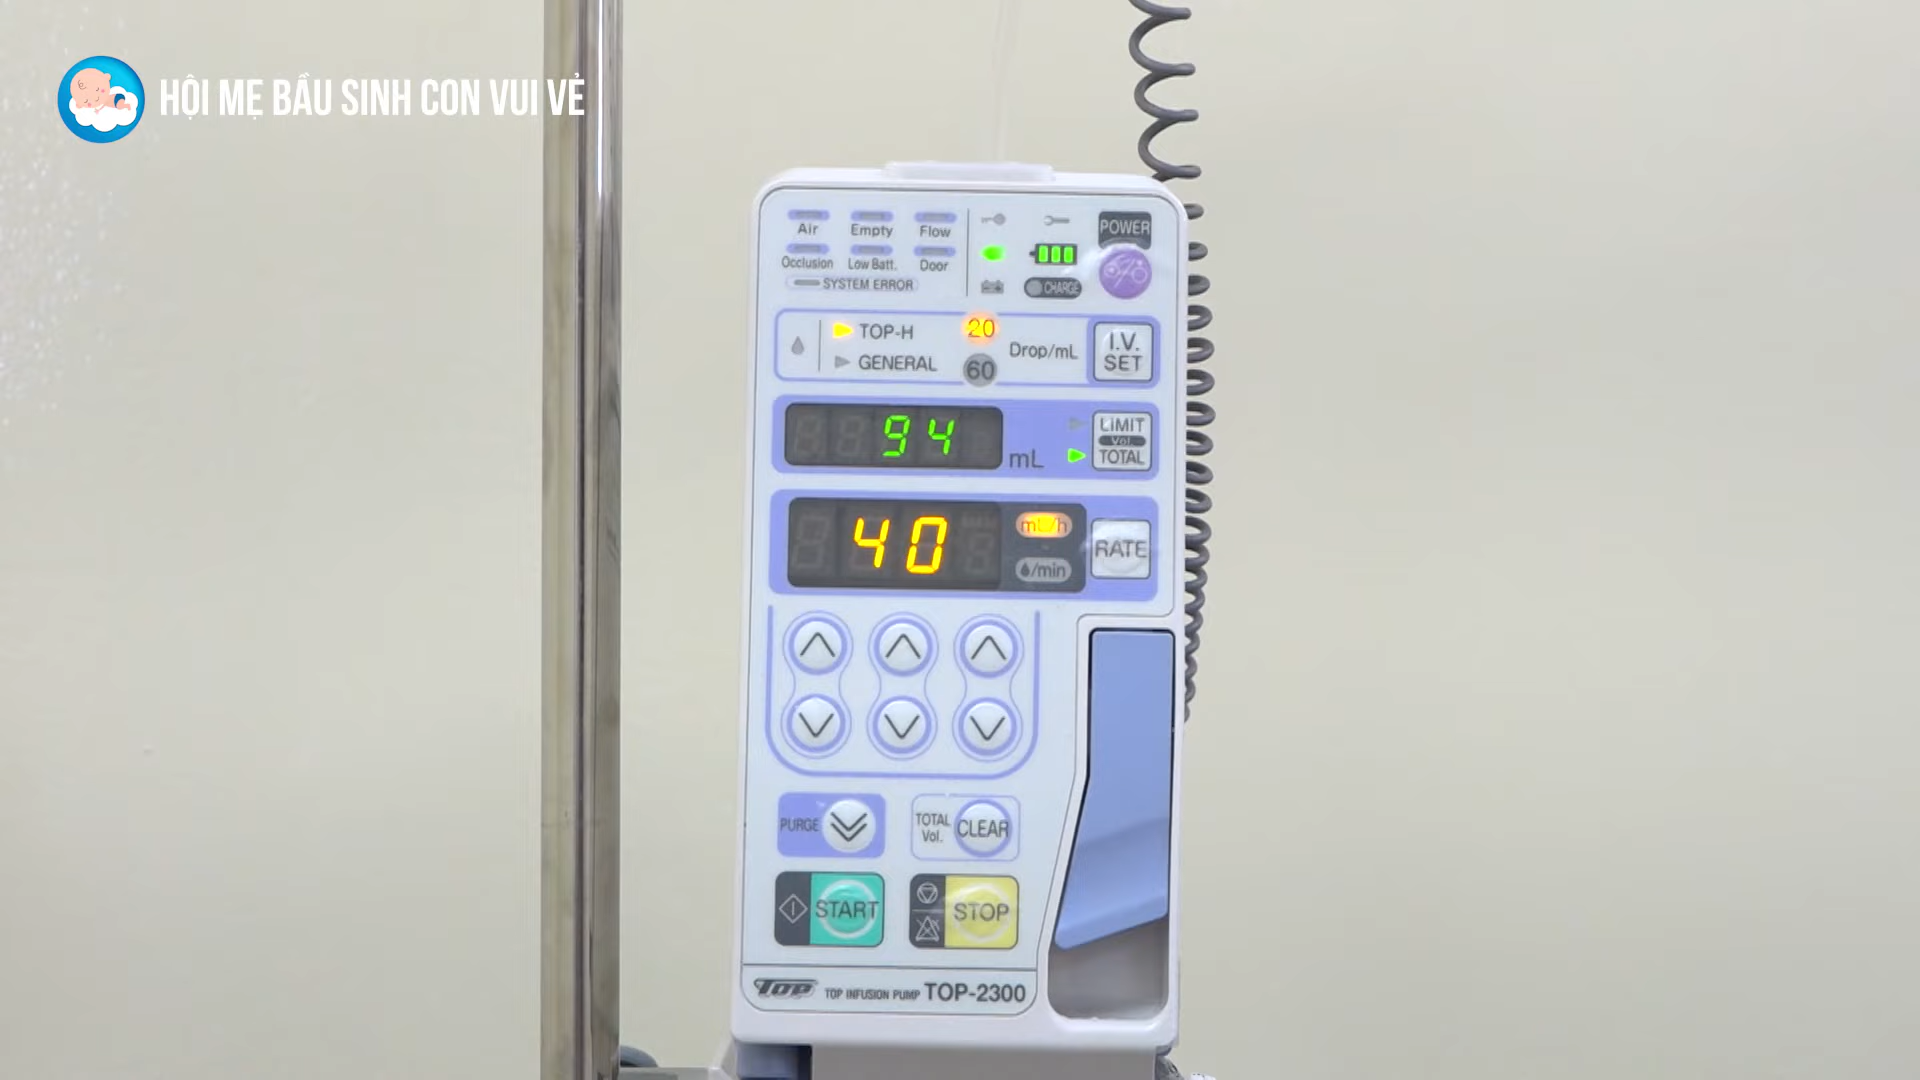 HỘI MẸ BẦU SINH CON VUI VẺ
Air Empty Flow
Occlusion Low Batt. Door
SYSTEM ERROR
CHARGE
POWER
TOP-H 20
GENERAL 60
Drop/mL
I.V.
SET
94
mL
LIMIT
Vol.
TOTAL
40
mL/h
/min
RATE
PURGE
TOTAL
Vol.
CLEAR
START
STOP
Top TOP INFUSION PUMP TOP-2300